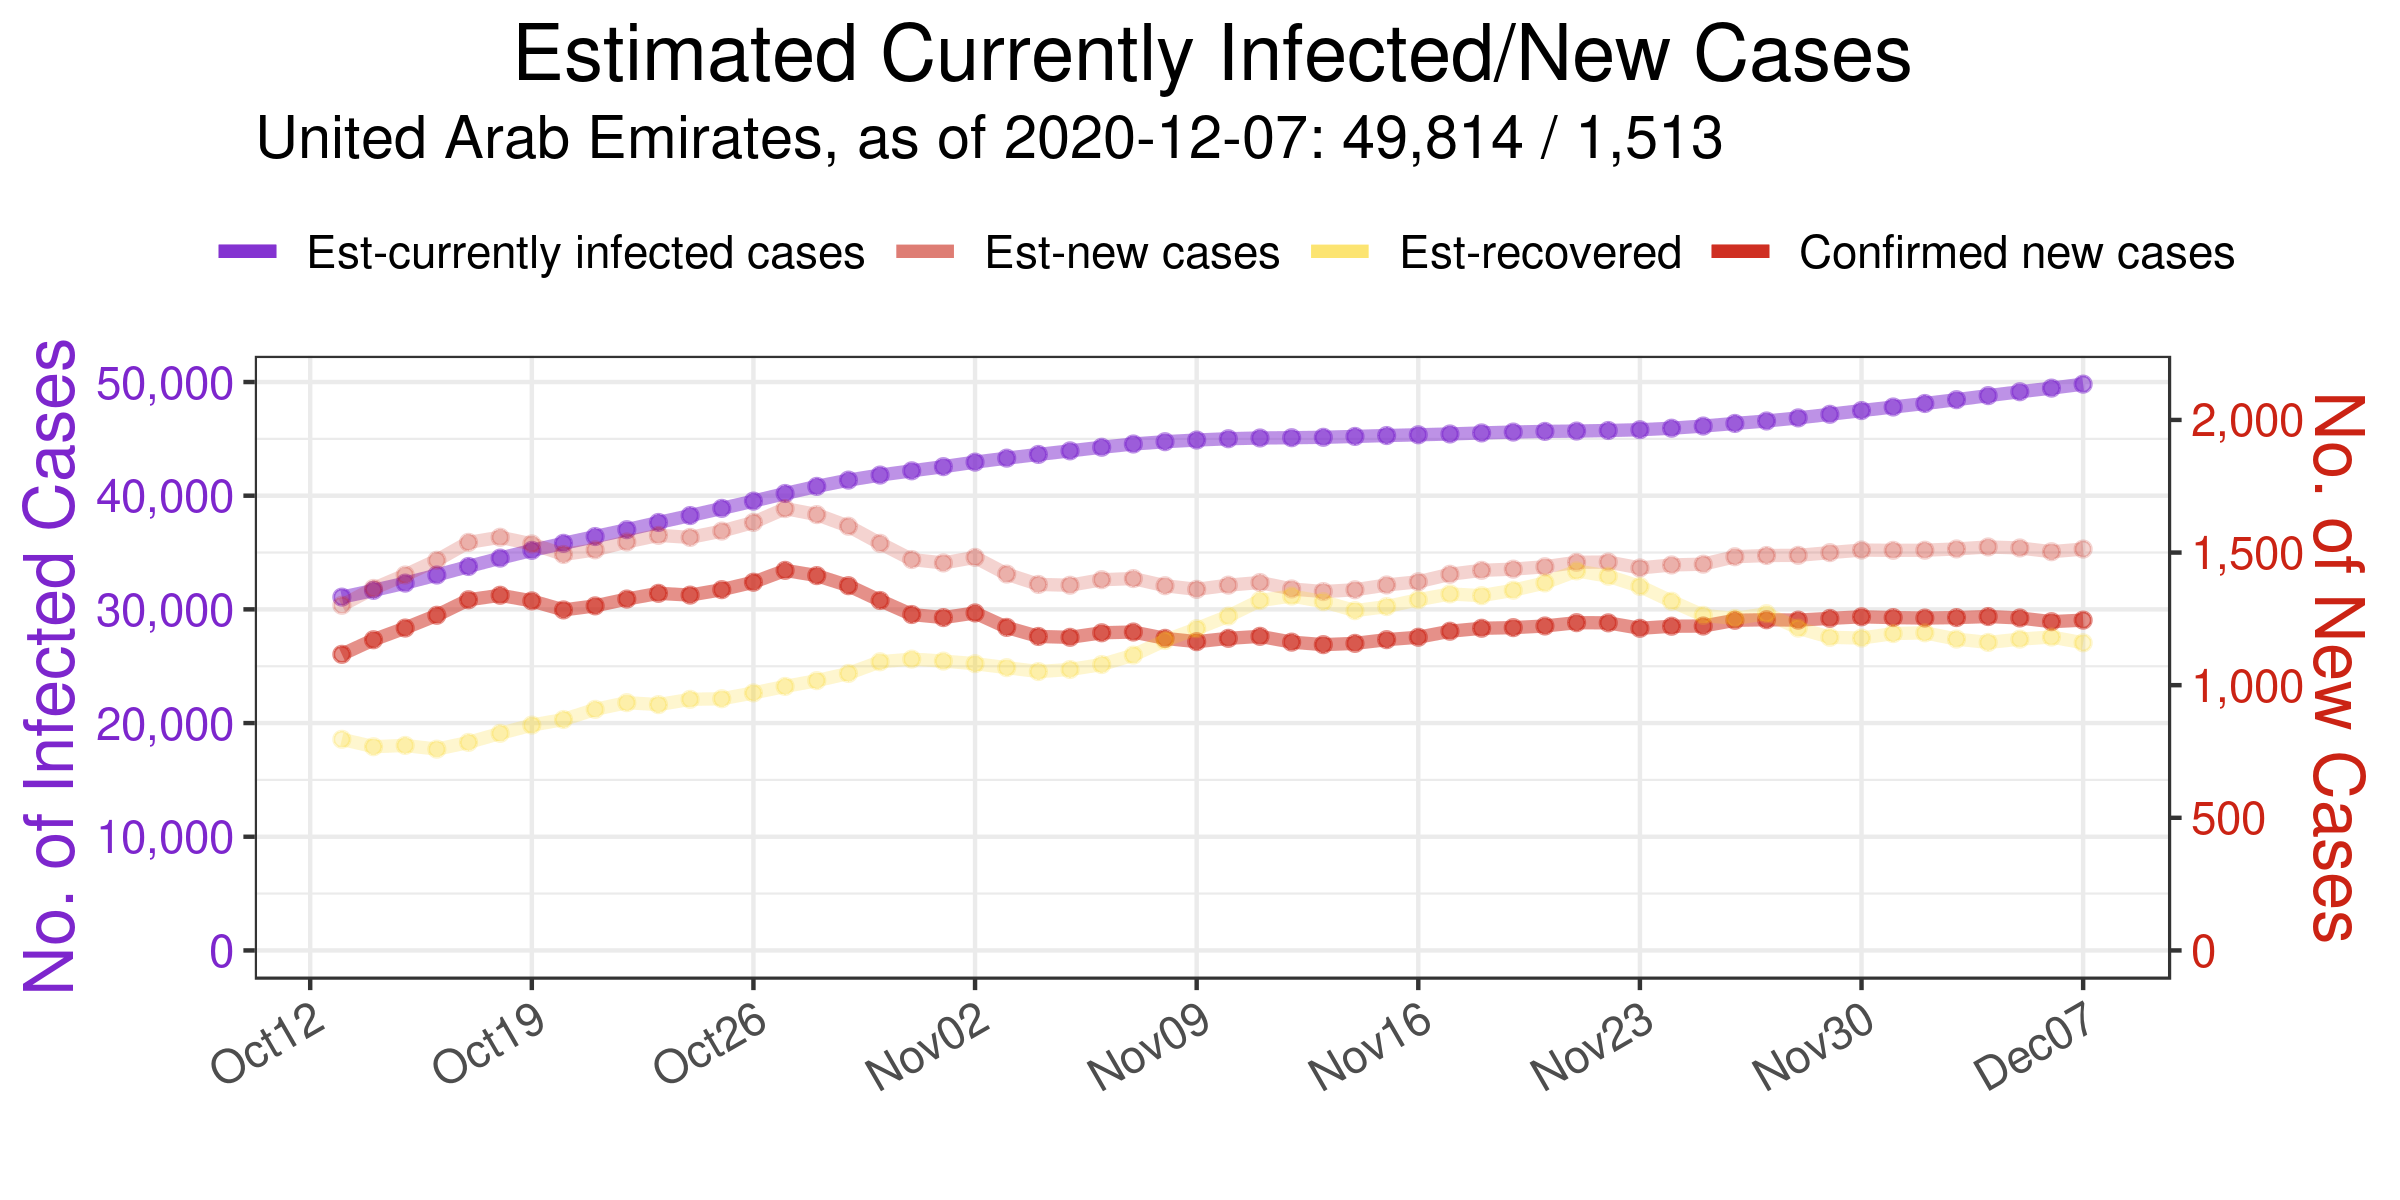 Estimated Currently Infected/New Cases
United Arab Emirates, as of 2020-12-07: 49,814 / 1,513
Est-currently infected cases Est-new cases Est-recovered Confirmed new cases
No. of Infected Cases
50,000
40,000
30,000
20,000
10,000
0
No. of New Cases
2,000
1,500
1,000
500
0
Oct12 Oct19 Oct26 Nov02 Nov09 Nov16 Nov23 Nov30 Dec07